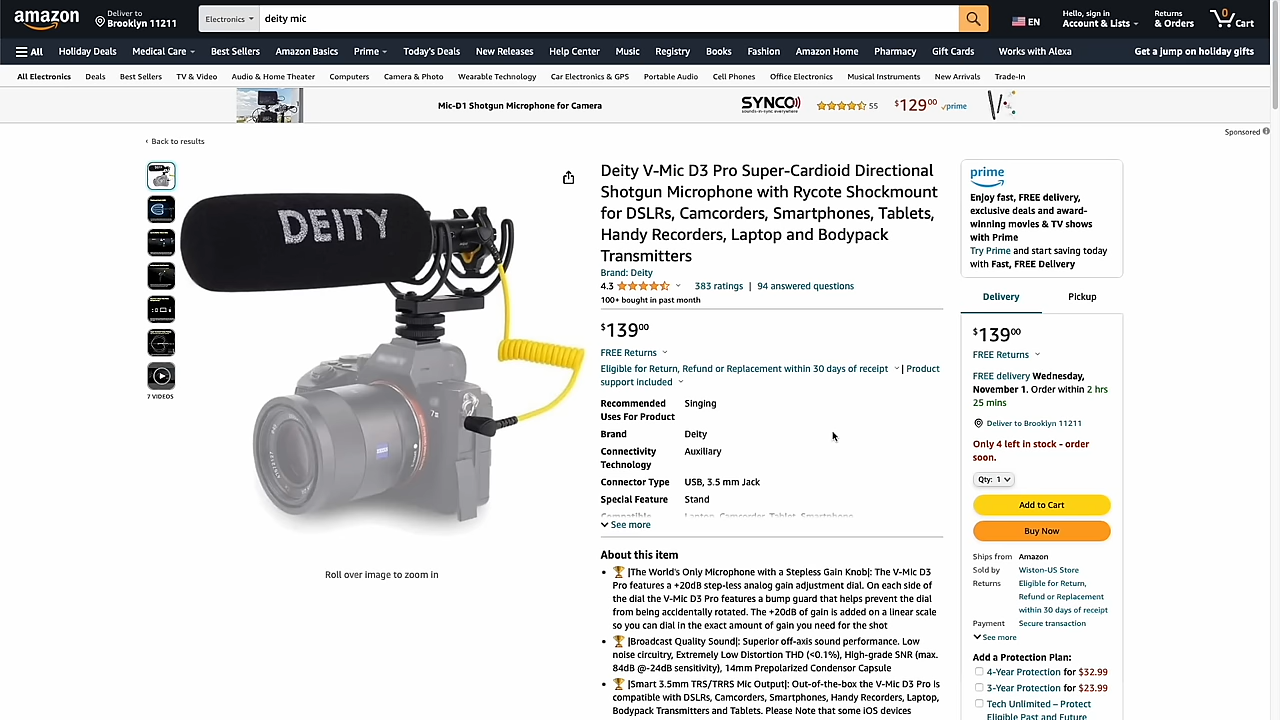 amazon
Deliver to
Brooklyn 11211
Electronics
deity mic
EN
Hello, sign in
Account & Lists
Returns
& Orders
0
Cart
All
Holiday Deals
Medical Care
Best Sellers
Amazon Basics
Prime
Today's Deals
New Releases
Help Center
Music
Registry
Books
Fashion
Amazon Home
Pharmacy
Gift Cards
Works with Alexa
Get a jump on holiday gifts
All Electronics
Deals
Best Sellers
TV & Video
Audio & Home Theater
Computers
Camera & Photo
Wearable Technology
Car Electronics & GPS
Portable Audio
Cell Phones
Office Electronics
Musical Instruments
New Arrivals
Trade-In
Mic-D1 Shotgun Microphone for Camera
SYNCO
sounds-in-sync everywhere
55
$12900
prime
Sponsored
‹ Back to results
DEITY
7 VIDEOS
Roll over image to zoom in
Deity V-Mic D3 Pro Super-Cardioid Directional
Shotgun Microphone with Rycote Shockmount
for DSLRs, Camcorders, Smartphones, Tablets,
Handy Recorders, Laptop and Bodypack
Transmitters
Brand: Deity
4.3
383 ratings | 94 answered questions
100+ bought in past month
$13900
FREE Returns
Eligible for Return, Refund or Replacement within 30 days of receipt | Product
support included
Recommended Singing
Uses For Product
Brand Deity
Connectivity Auxiliary
Technology
Connector Type USB, 3.5 mm Jack
Special Feature Stand
Compatible Laptop, Camcorder, Tablet, Smartphone
See more
About this item
• 🏆 |The World's Only Microphone with a Stepless Gain Knob|: The V-Mic D3
Pro features a +20dB step-less analog gain adjustment dial. On each side of
the dial the V-Mic D3 Pro features a bump guard that helps prevent the dial
from being accidentally rotated. The +20dB of gain is added on a linear scale
so you can dial in the exact amount of gain you need for the shot
• 🏆 |Broadcast Quality Sound|: Superior off-axis sound performance. Low
noise circuitry, Extremely Low Distortion THD (<0.1%), High-grade SNR (max.
84dB @-24dB sensitivity), 14mm Prepolarized Condensor Capsule
• 🏆 |Smart 3.5mm TRS/TRRS Mic Output|: Out-of-the-box the V-Mic D3 Pro is
compatible with DSLRs, Camcorders, Smartphones, Handy Recorders, Laptop,
Bodypack Transmitters and Tablets. Please Note that some iOS devices
prime
Enjoy fast, FREE delivery,
exclusive deals and award-
winning movies & TV shows
with Prime
Try Prime and start saving today
with Fast, FREE Delivery
Delivery
Pickup
$13900
FREE Returns
FREE delivery Wednesday,
November 1. Order within 2 hrs
25 mins
Deliver to Brooklyn 11211
Only 4 left in stock - order
soon.
Qty: 1
Add to Cart
Buy Now
Ships from Amazon
Sold by Wiston-US Store
Returns Eligible for Return,
Refund or Replacement
within 30 days of receipt
Payment Secure transaction
See more
Add a Protection Plan:
4-Year Protection for $32.99
3-Year Protection for $23.99
Tech Unlimited – Protect
Eligible Past and Future